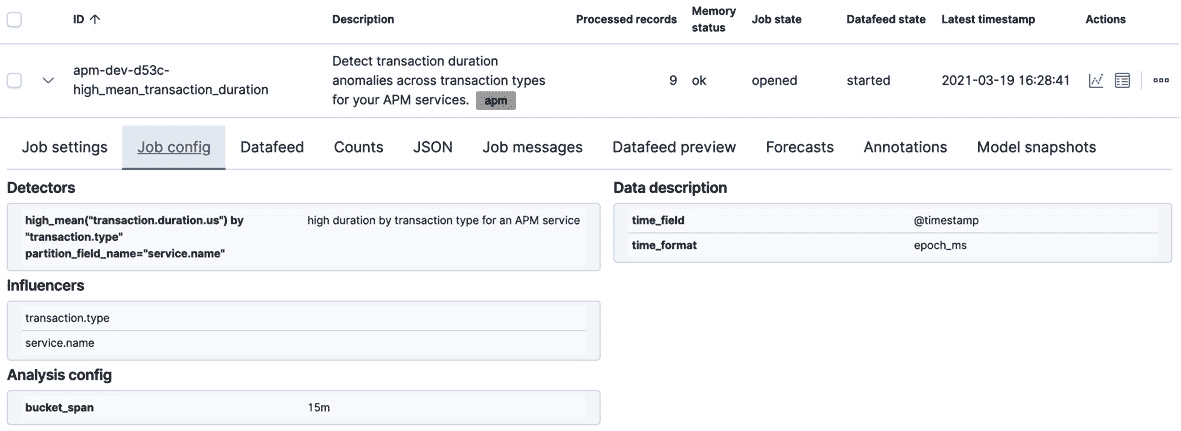 ID ↑ Description Processed records Memory status Job state Datafeed state Latest timestamp Actions
apm-dev-d53c-
high_mean_transaction_duration
Detect transaction duration
anomalies across transaction types
for your APM services. apm
9 ok opened started 2021-03-19 16:28:41
Job settings Job config Datafeed Counts JSON Job messages Datafeed preview Forecasts Annotations Model snapshots
Detectors
high_mean("transaction.duration.us") by
"transaction.type"
partition_field_name="service.name"
high duration by transaction type for an APM service
Influencers
transaction.type
service.name
Analysis config
bucket_span 15m
Data description
time_field @timestamp
time_format epoch_ms